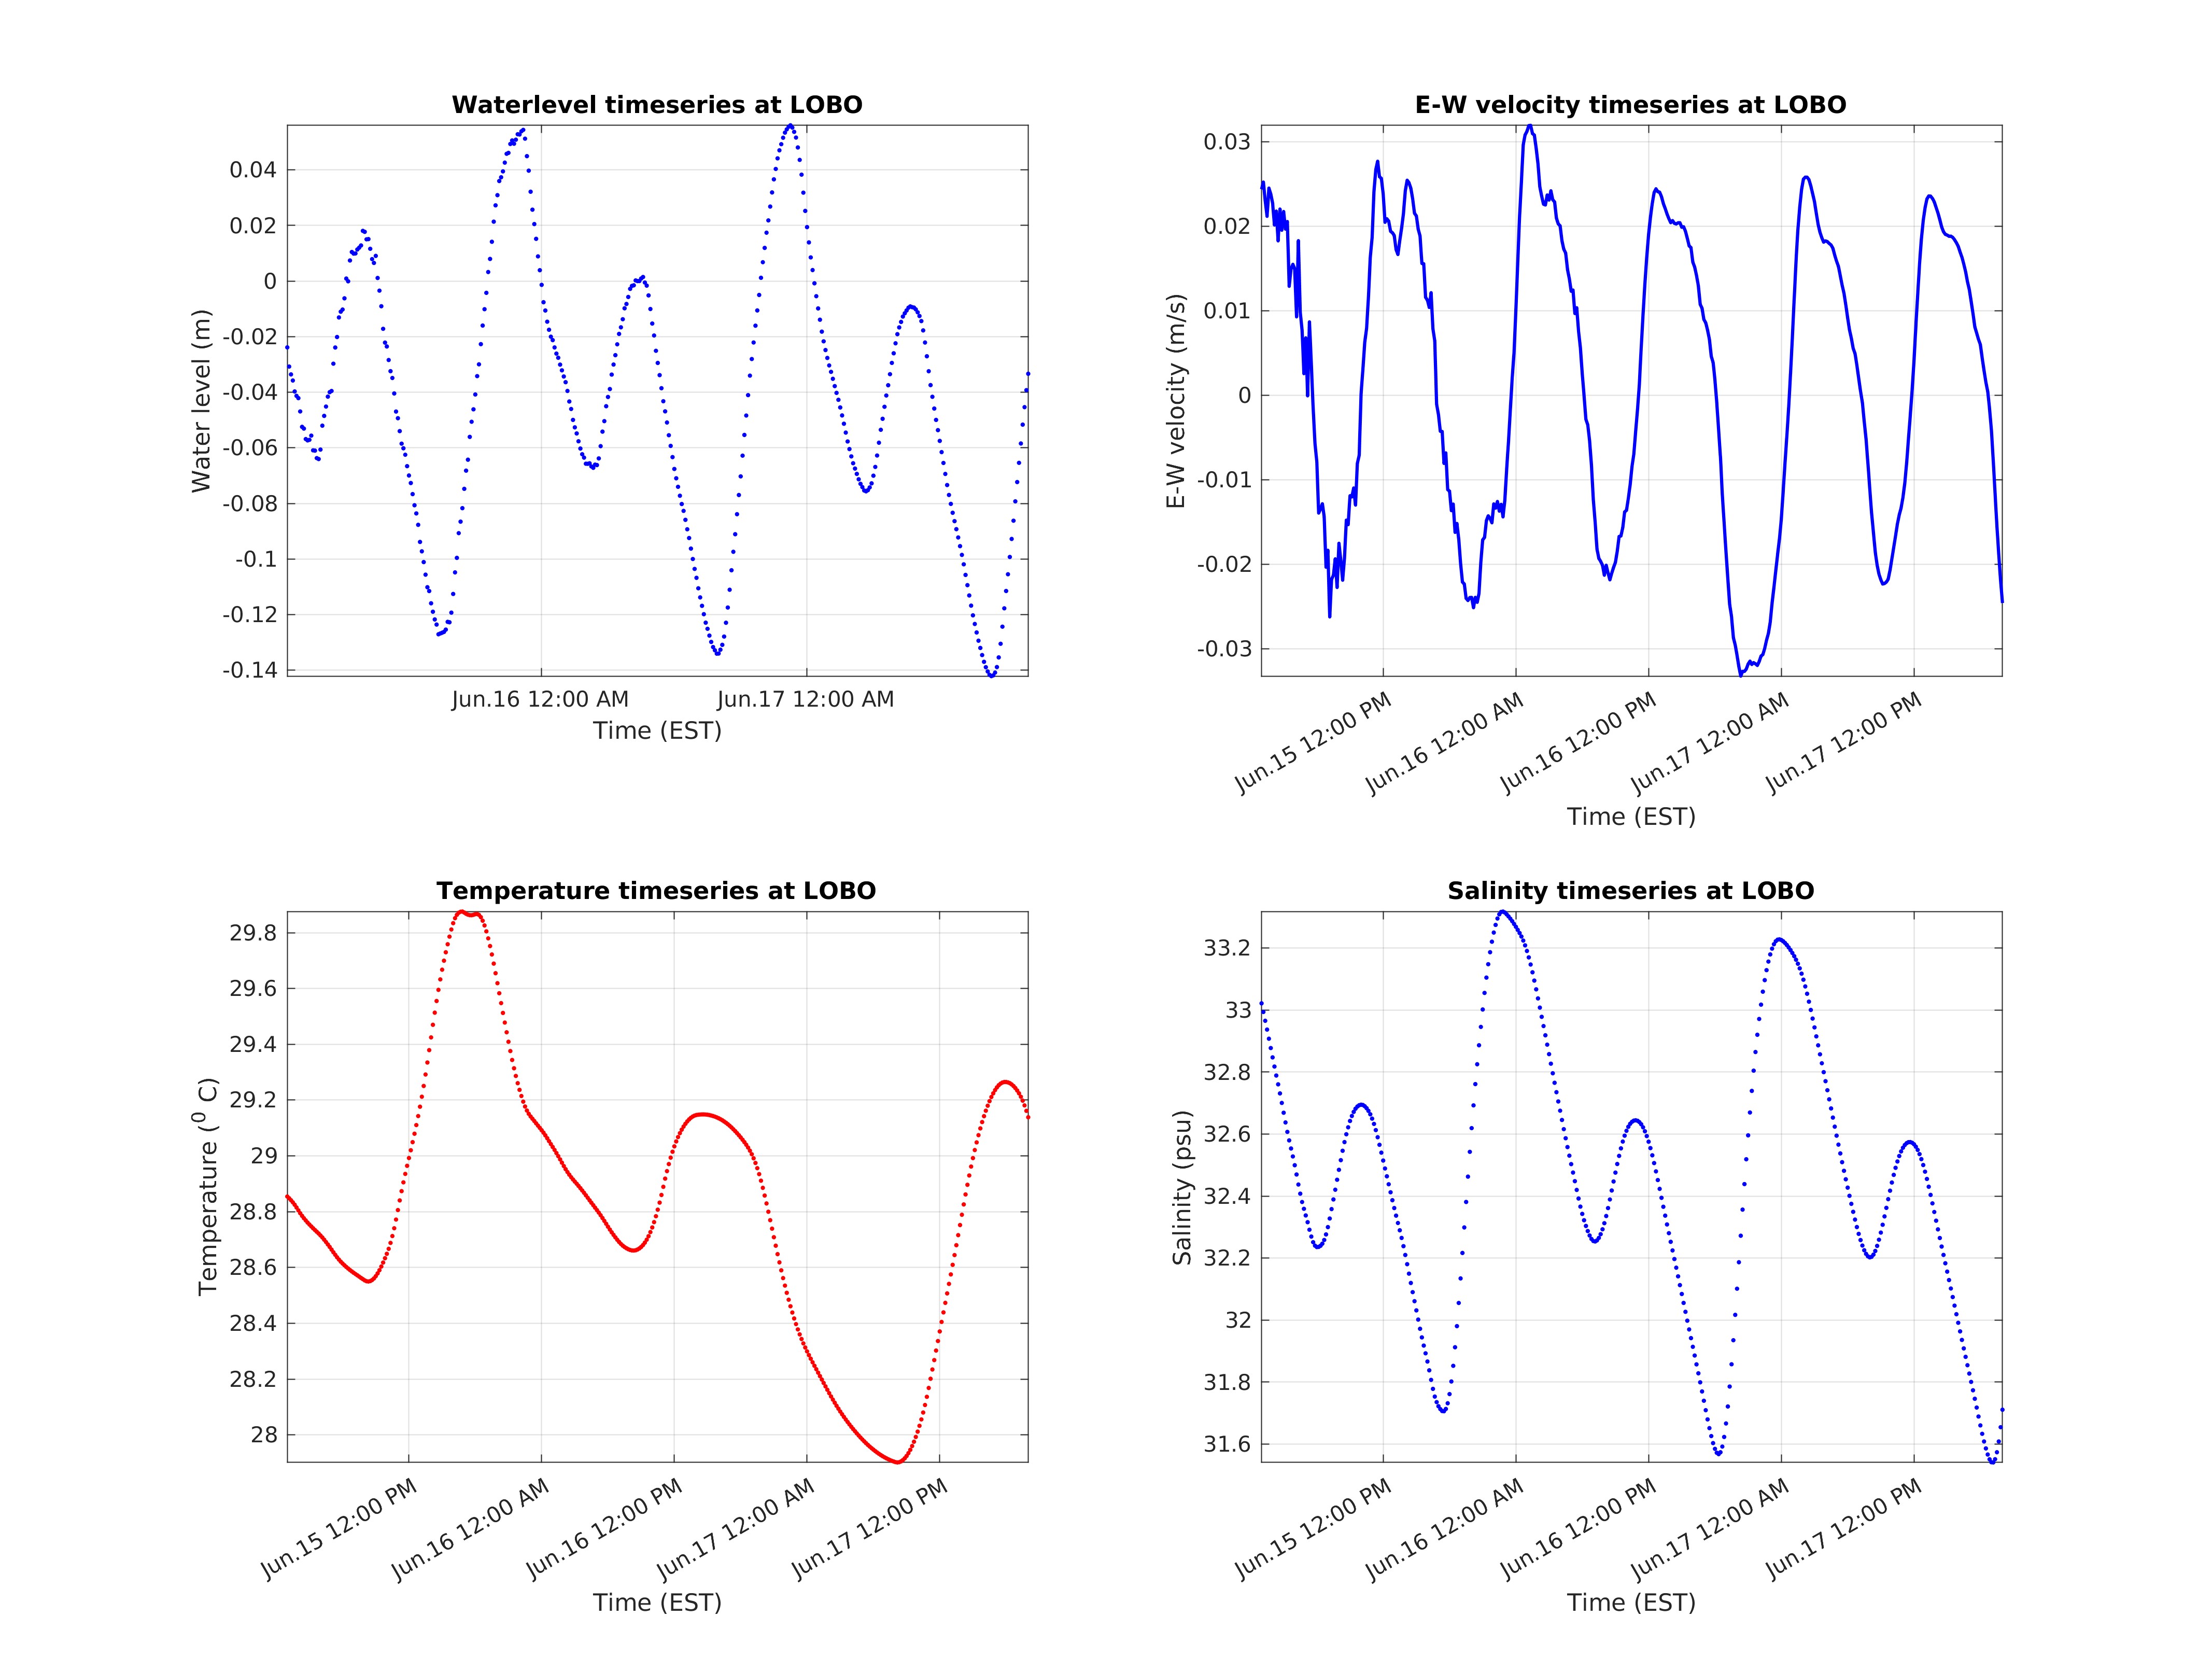 Waterlevel timeseries at LOBO
0.04
0.02
0
-0.02
-0.04
-0.06
-0.08
-0.1
-0.12
-0.14
Water level (m)
Jun.16 12:00 AM
Jun.17 12:00 AM
Time (EST)
E-W velocity timeseries at LOBO
0.03
0.02
0.01
0
-0.01
-0.02
-0.03
E-W velocity (m/s)
Jun.15 12:00 PM
Jun.16 12:00 AM
Jun.16 12:00 PM
Jun.17 12:00 AM
Jun.17 12:00 PM
Time (EST)
Temperature timeseries at LOBO
29.8
29.6
29.4
29.2
29
28.8
28.6
28.4
28.2
28
Temperature (⁰ C)
Jun.15 12:00 PM
Jun.16 12:00 AM
Jun.16 12:00 PM
Jun.17 12:00 AM
Jun.17 12:00 PM
Time (EST)
Salinity timeseries at LOBO
33.2
33
32.8
32.6
32.4
32.2
32
31.8
31.6
Salinity (psu)
Jun.15 12:00 PM
Jun.16 12:00 AM
Jun.16 12:00 PM
Jun.17 12:00 AM
Jun.17 12:00 PM
Time (EST)